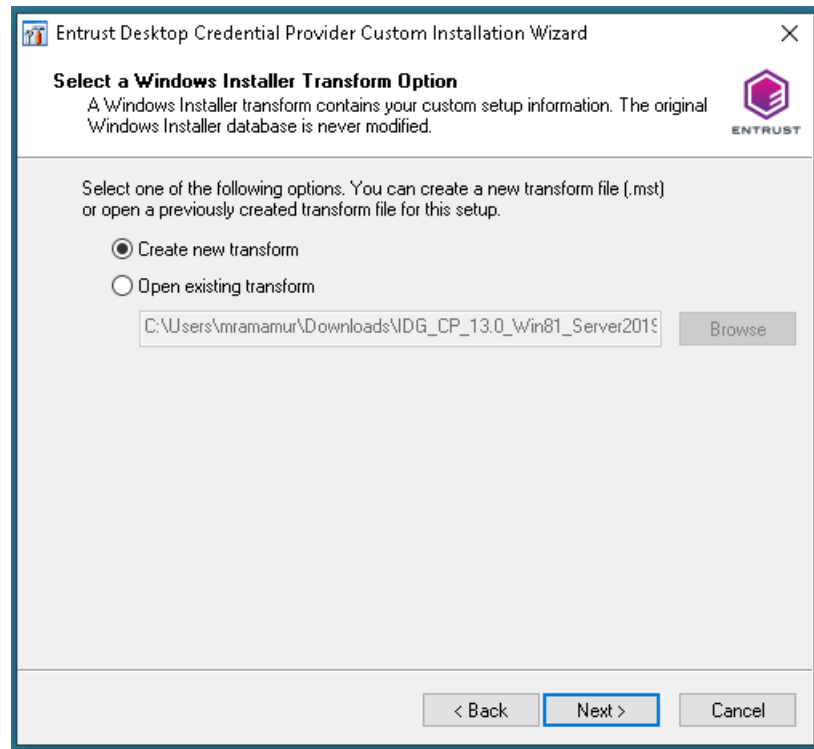 Entrust Desktop Credential Provider Custom Installation Wizard
Select a Windows Installer Transform Option
A Windows Installer transform contains your custom setup information. The original
Windows Installer database is never modified.
ENTRUST
Select one of the following options. You can create a new transform file (.mst)
or open a previously created transform file for this setup.
Create new transform
Open existing transform
C:\Users\mramamur\Downloads\IDG_CP_13.0_Win81_Server2019
Browse
< Back
Next >
Cancel